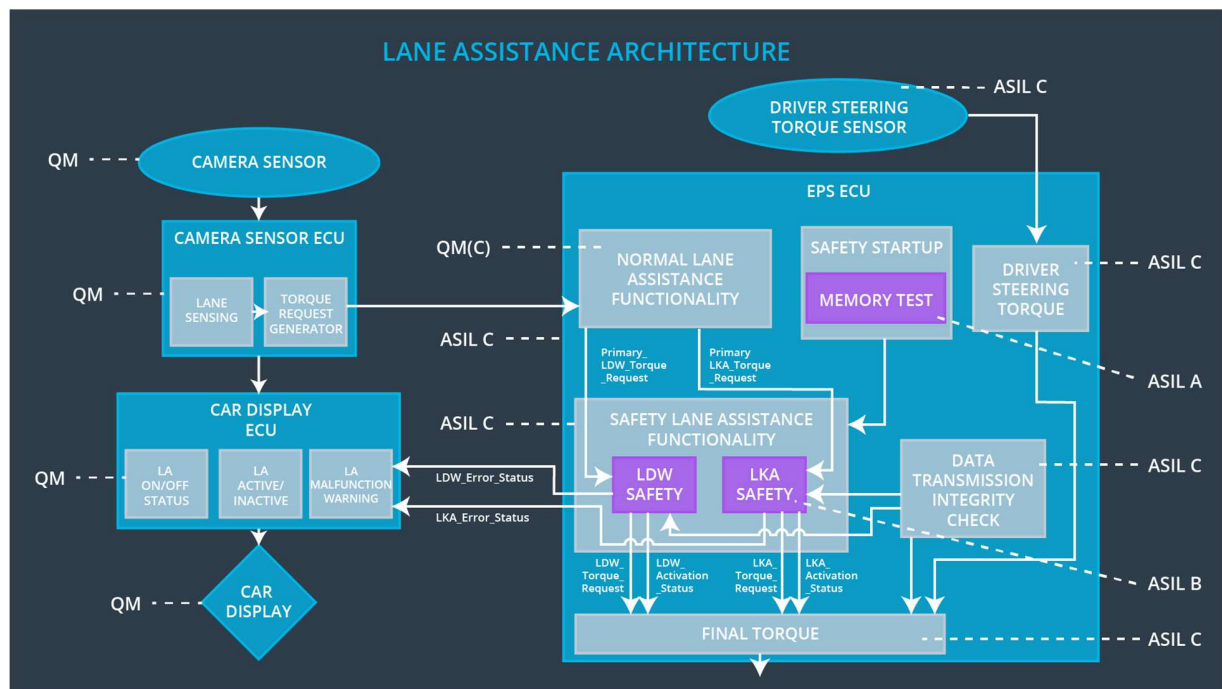 LANE ASSISTANCE ARCHITECTURE
ASIL C
DRIVER STEERING
TORQUE SENSOR
QM
CAMERA SENSOR
EPS ECU
CAMERA SENSOR ECU
QM
LANE
SENSING
TORQUE
REQUEST
GENERATOR
QM(C)
NORMAL LANE
ASSISTANCE
FUNCTIONALITY
SAFETY STARTUP
MEMORY TEST
DRIVER
STEERING
TORQUE
ASIL C
ASIL C
ASIL A
Primary_
LDW_Torque
_Request
Primary
LKA_Torque
_Request
CAR DISPLAY
ECU
QM
LA
ON/OFF
STATUS
LA
ACTIVE/
INACTIVE
LA
MALFUNCTION
WARNING
LDW_Error_Status
LKA_Error_Status
ASIL C
SAFETY LANE ASSISTANCE
FUNCTIONALITY
LDW
SAFETY
LKA
SAFETY
DATA
TRANSMISSION
INTEGRITY
CHECK
ASIL C
LDW_
Torque_
Request
LDW_
Activation
_Status
LKA_
Torque_
Request
LKA_
Activation
_Status
ASIL B
QM
CAR
DISPLAY
FINAL TORQUE
ASIL C